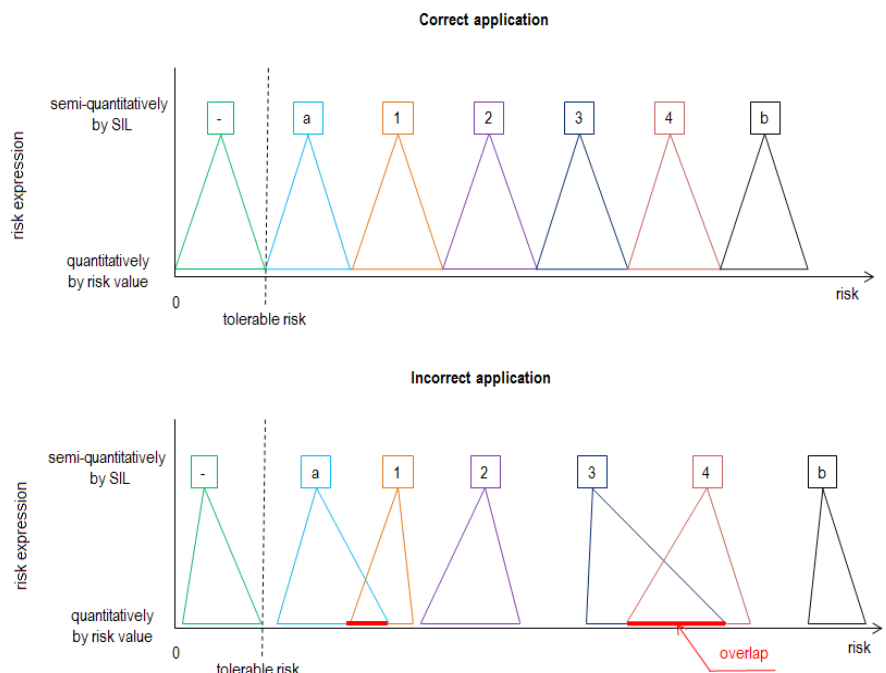 Correct application
risk expression
semi-quantitatively
by SIL
- a 1 2 3 4 b
quantitatively
by risk value
0
tolerable risk
risk
Incorrect application
risk expression
semi-quantitatively
by SIL
- a 1 2 3 4 b
quantitatively
by risk value
0
tolerable risk
overlap
risk